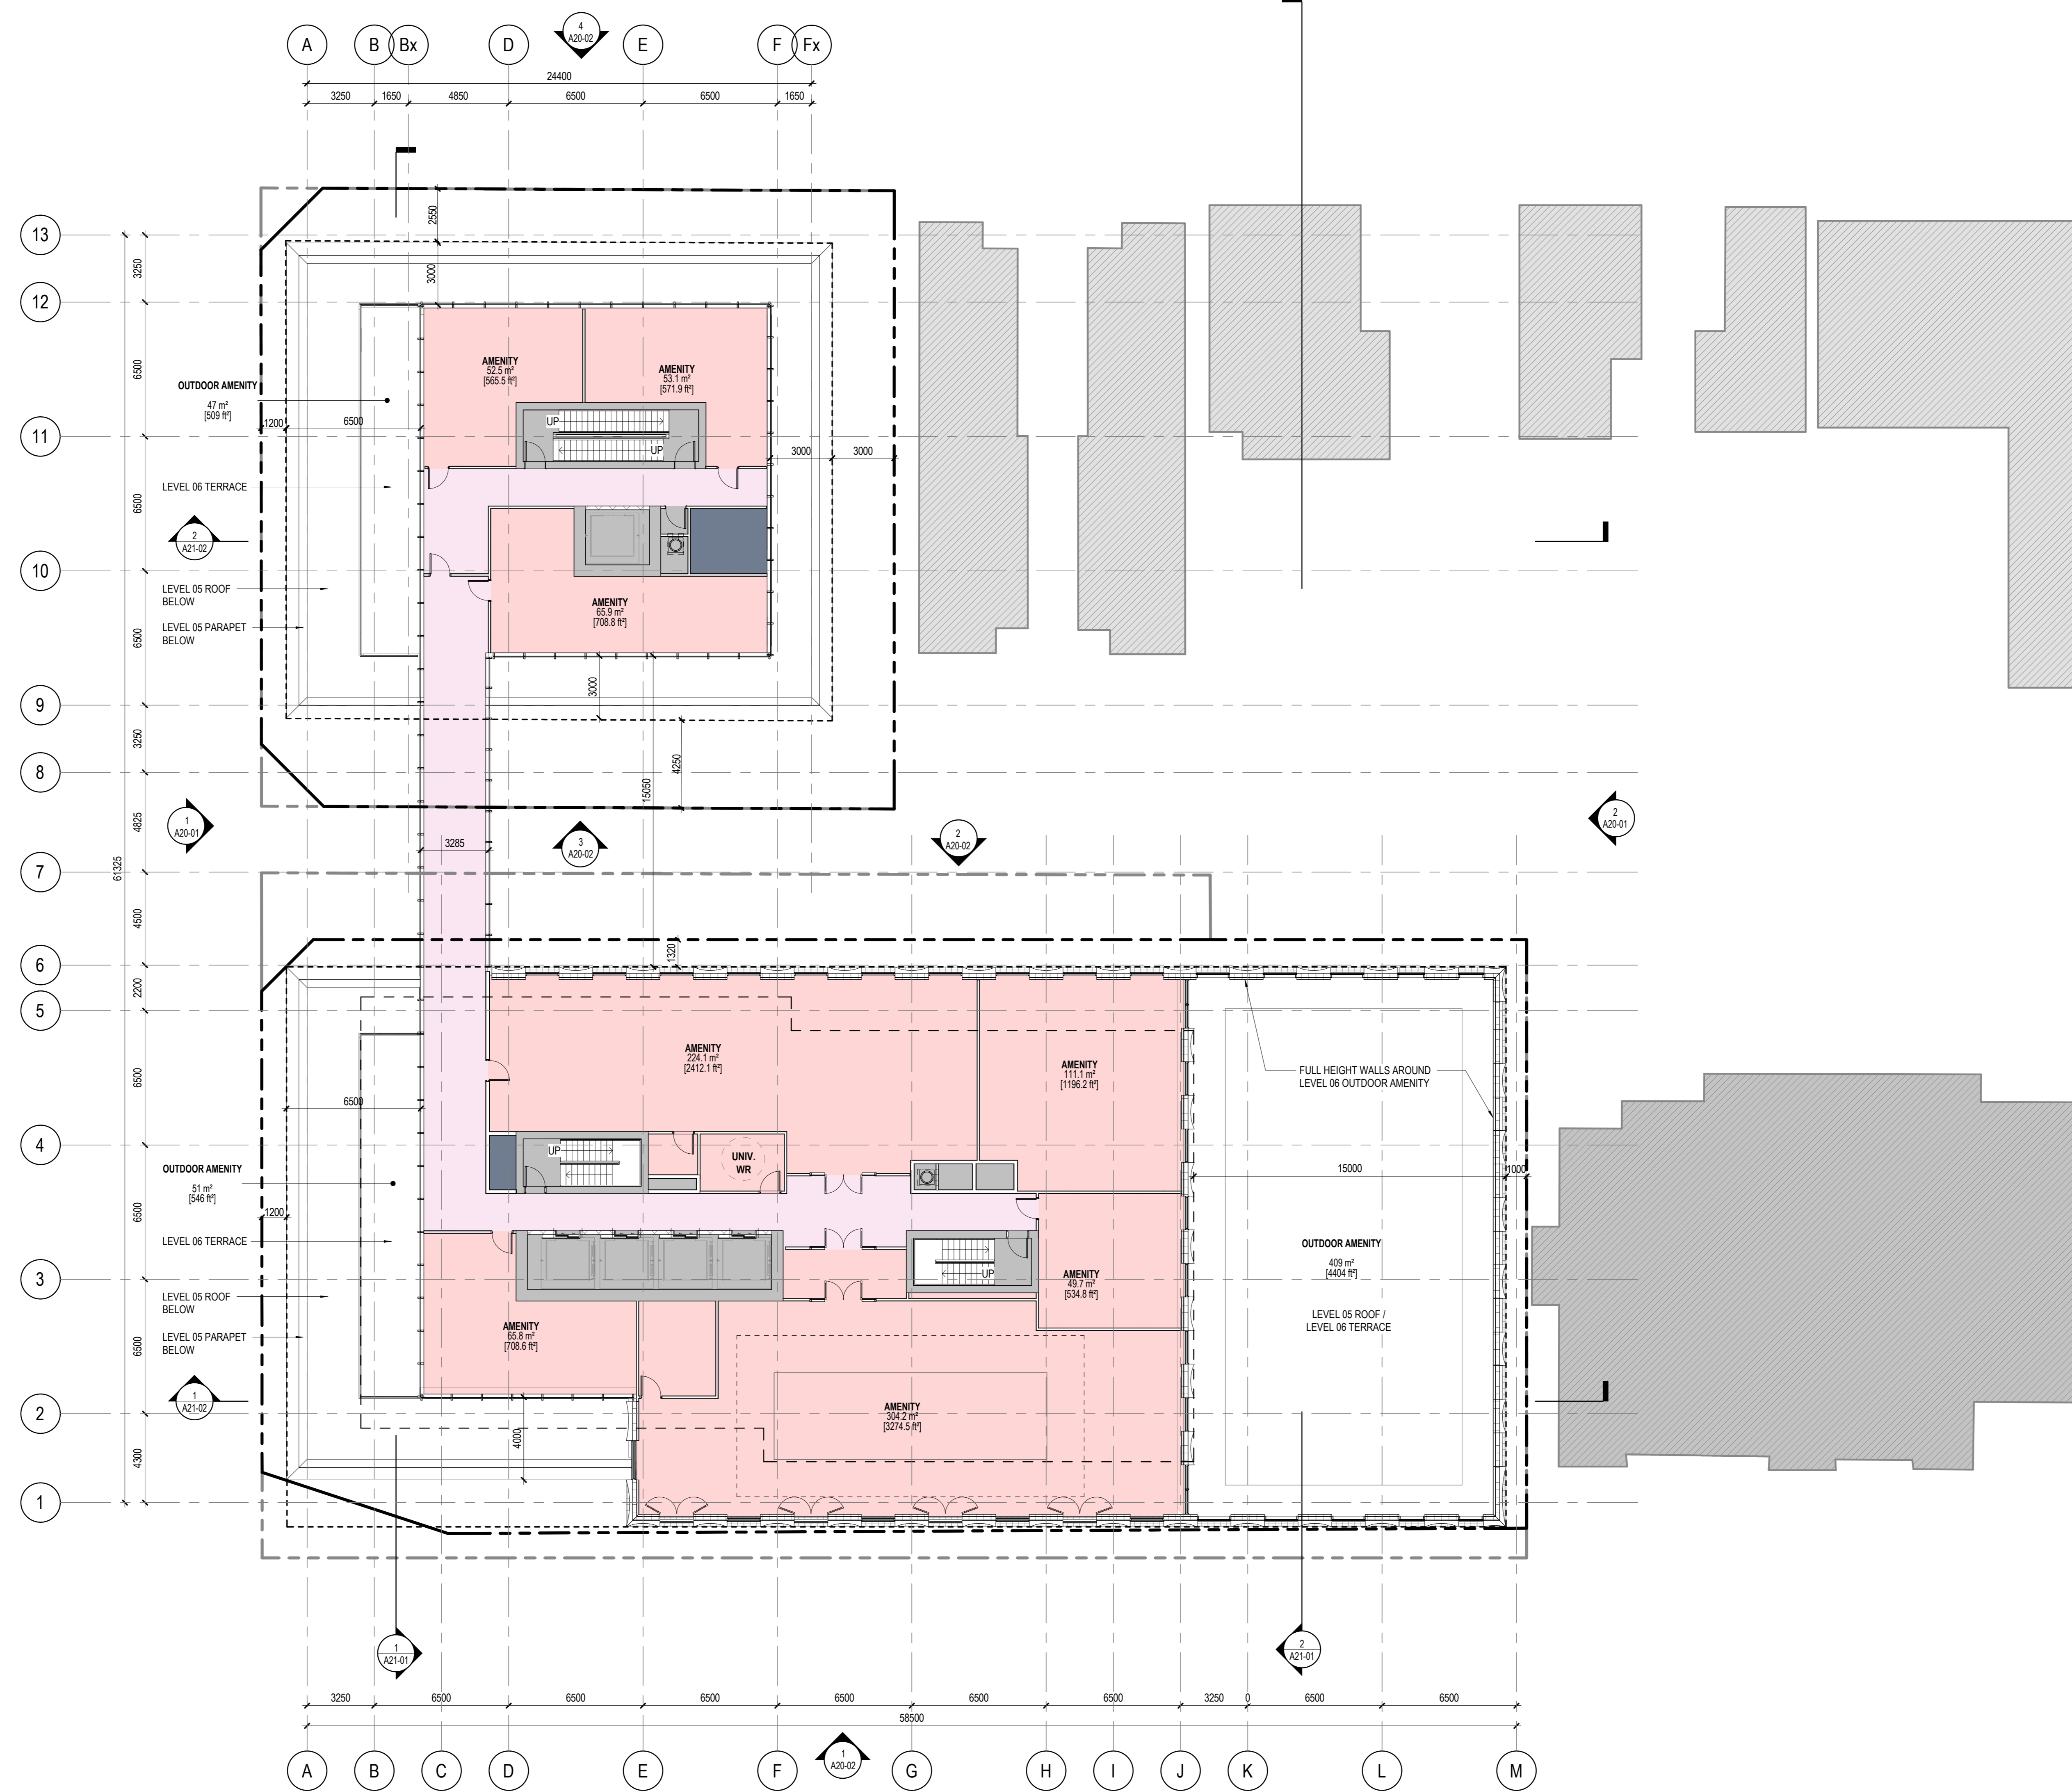 4
A20-02
A
B
Bx
D
E
F
Fx
24400
3250
1650
4850
6500
6500
1650
13
12
11
10
9
8
7
6
5
4
3
2
1
61325
3250
6500
6500
6500
3250
4825
4500
2200
6500
6500
6500
4300
2550
3000
AMENITY
52.5 m²
[565.5 ft²]
AMENITY
53.1 m²
[571.9 ft²]
OUTDOOR AMENITY
47 m²
[509 ft²]
1200
6500
UP
UP
3000
3000
LEVEL 06 TERRACE
2
A21-02
LEVEL 05 ROOF
BELOW
AMENITY
65.9 m²
[708.8 ft²]
LEVEL 05 PARAPET
BELOW
3000
4250
15050
1
A20-01
3285
3
A20-02
2
A20-02
2
A20-01
1320
AMENITY
224.1 m²
[2412.1 ft²]
AMENITY
111.1 m²
[1196.2 ft²]
FULL HEIGHT WALLS AROUND
LEVEL 06 OUTDOOR AMENITY
6500
UP
UNIV.
WR
OUTDOOR AMENITY
51 m²
[546 ft²]
15000
1000
1200
LEVEL 06 TERRACE
OUTDOOR AMENITY
409 m²
[4404 ft²]
UP
AMENITY
49.7 m²
[534.8 ft²]
LEVEL 05 ROOF
BELOW
LEVEL 05 ROOF /
LEVEL 06 TERRACE
LEVEL 05 PARAPET
BELOW
AMENITY
65.8 m²
[708.6 ft²]
1
A21-02
AMENITY
304.2 m²
[3274.5 ft²]
4000
1
A21-01
2
A21-01
3250
6500
6500
6500
6500
6500
6500
3250
0
6500
6500
58500
1
A20-02
A
B
C
D
E
F
G
H
I
J
K
L
M